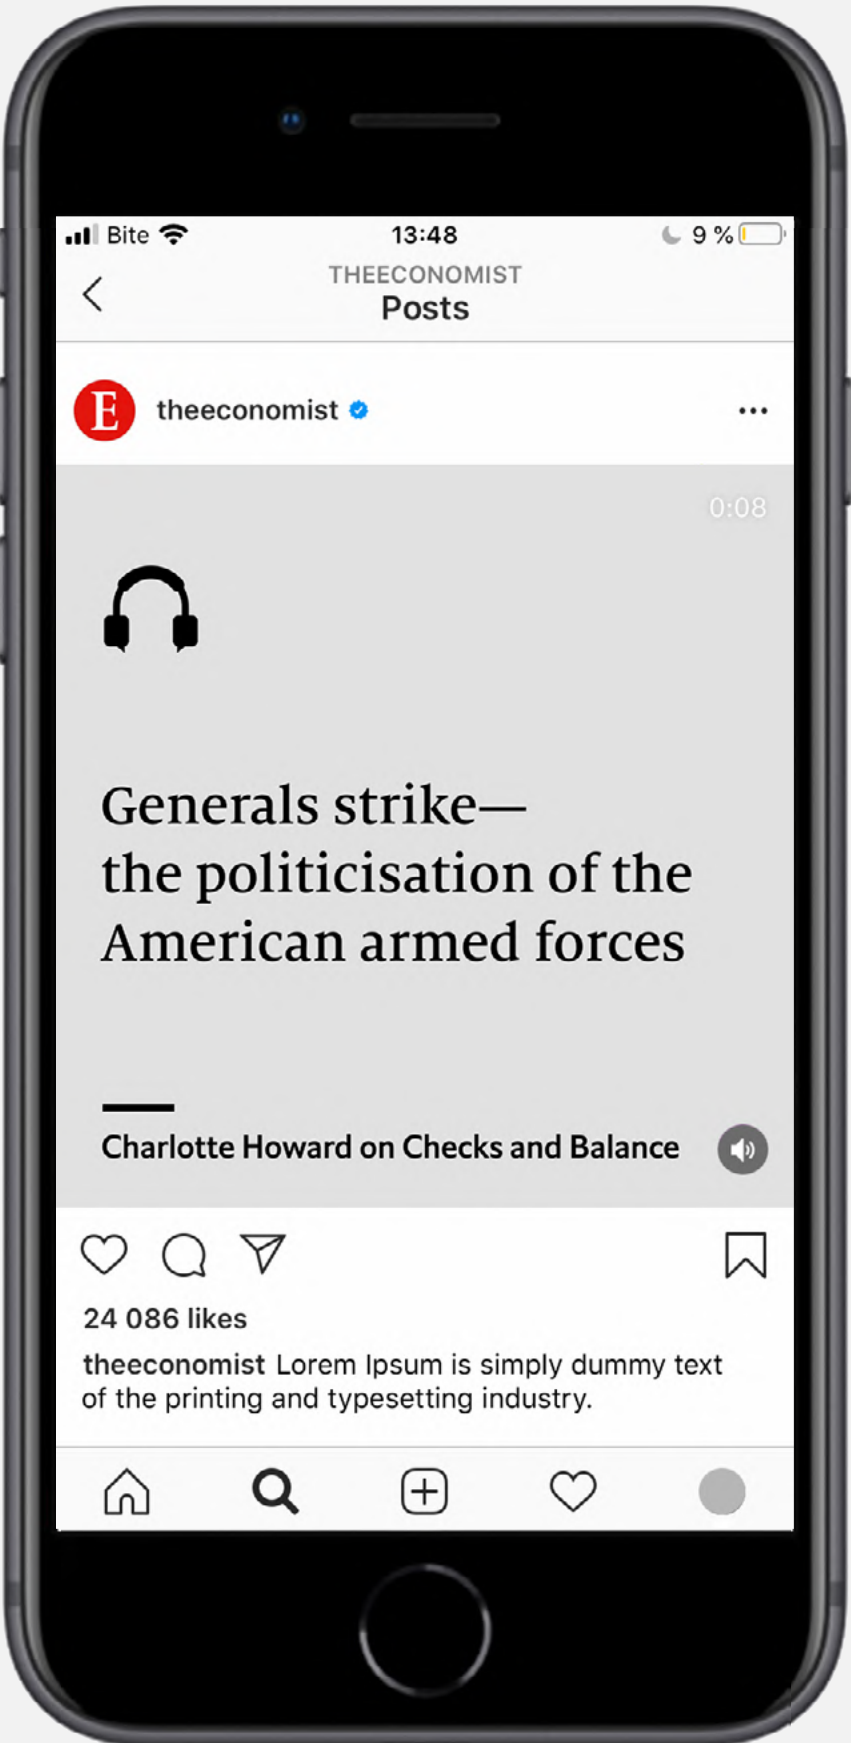 Bite 13:48 9 %
THEECONOMIST
Posts
E theeconomist
0:08
Generals strike—
the politicisation of the
American armed forces
Charlotte Howard on Checks and Balance
24 086 likes
theeconomist Lorem Ipsum is simply dummy text
of the printing and typesetting industry.